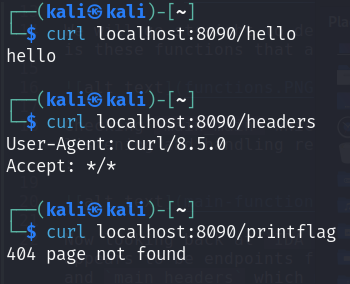 ┌──(kali㉿kali)-[~]
└─$ curl localhost:8090/hello
hello
┌──(kali㉿kali)-[~]
└─$ curl localhost:8090/headers
User-Agent: curl/8.5.0
Accept: */*
┌──(kali㉿kali)-[~]
└─$ curl localhost:8090/printflag
404 page not found